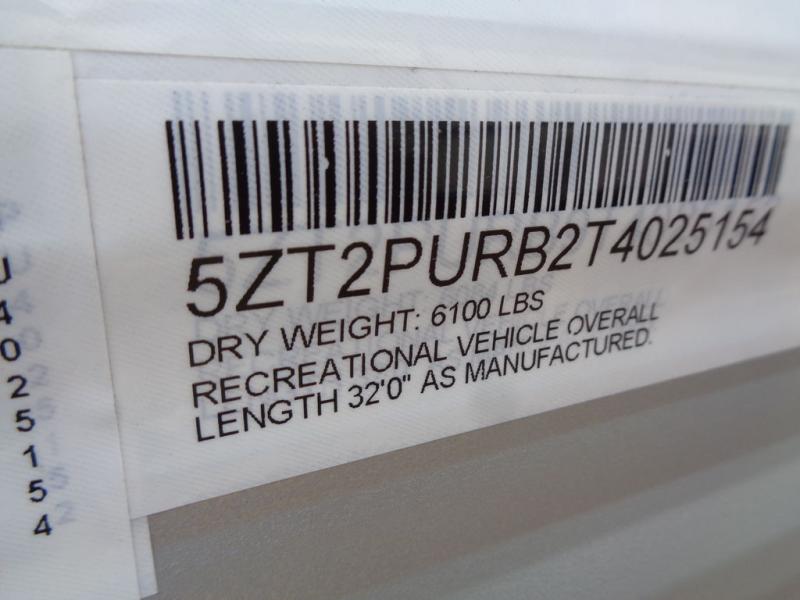 5ZT2PURB2T4025154
DRY WEIGHT: 6100 LBS
RECREATIONAL VEHICLE OVERALL
LENGTH 32'0" AS MANUFACTURED.
U
4
0
2
5
1
5
4